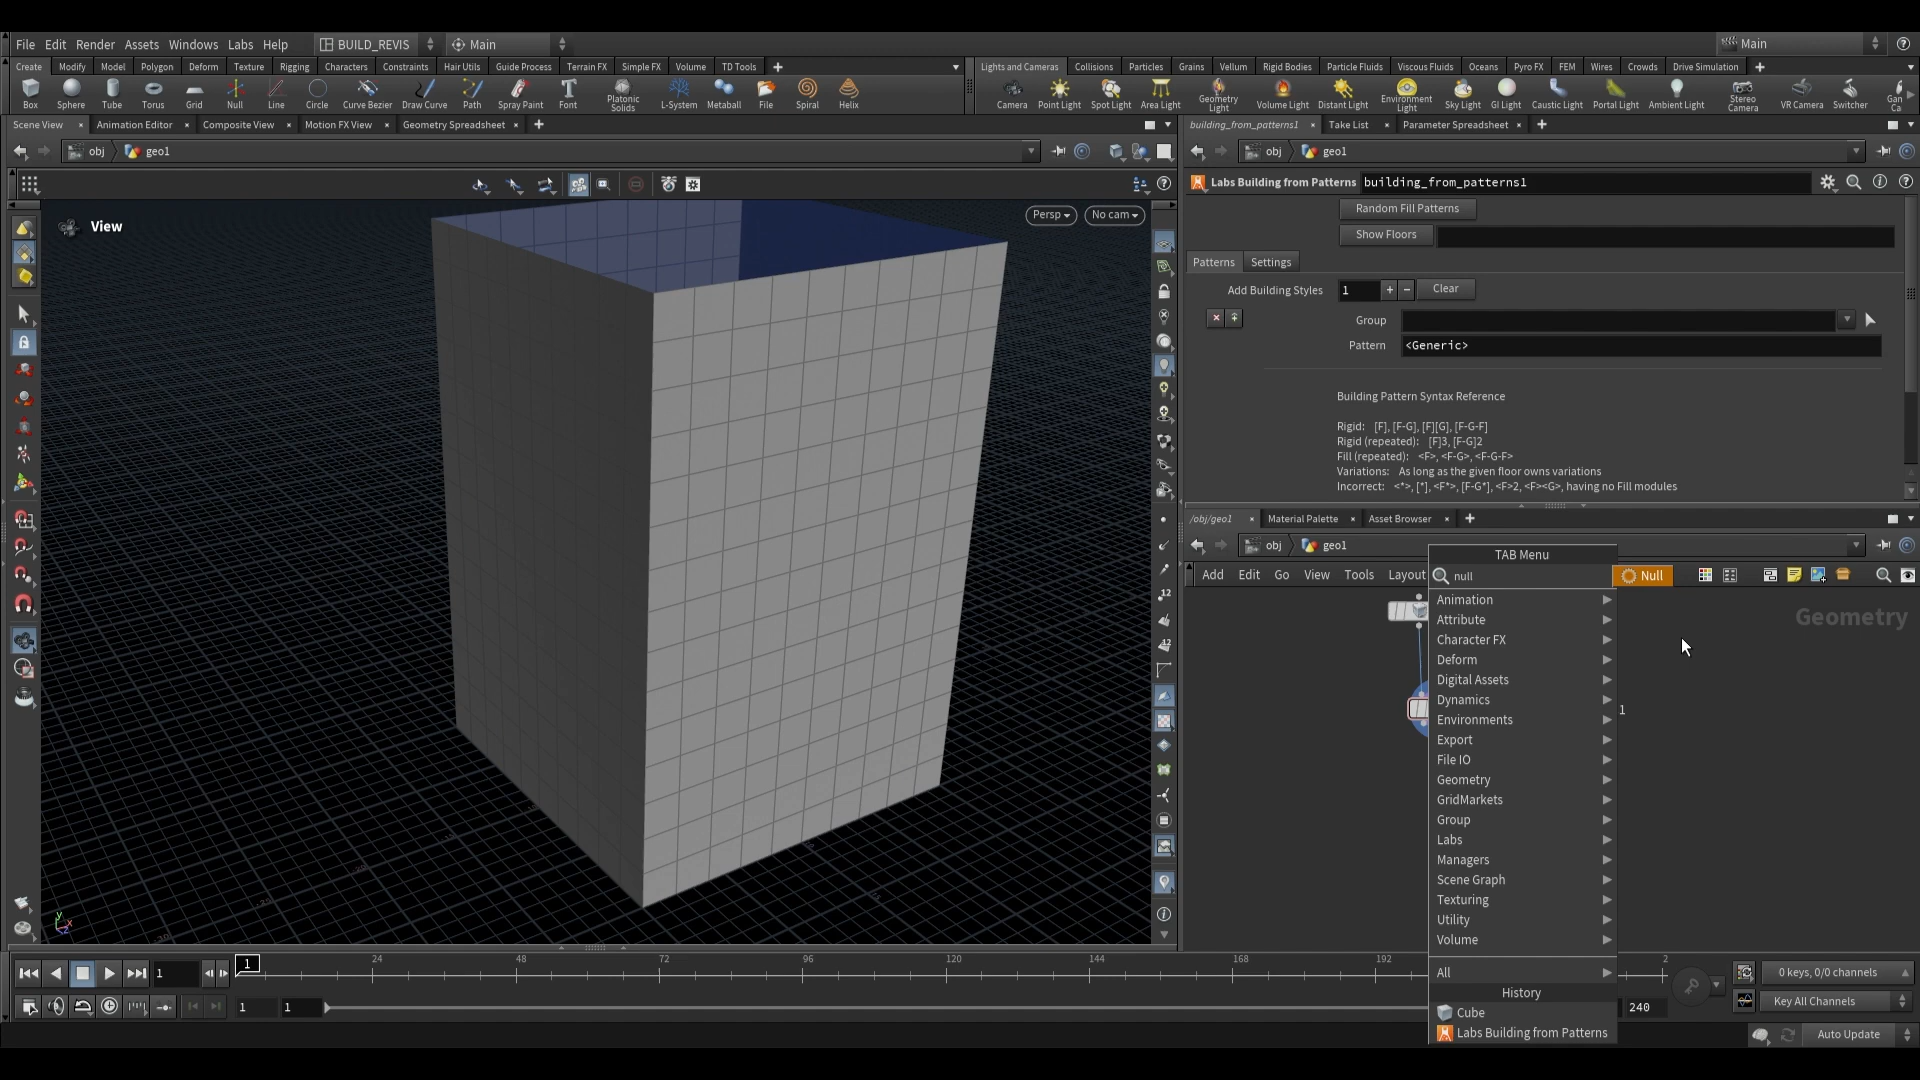 File Edit Render Assets Windows Labs Help BUILD_REVIS Main Main
Create Modify Model Polygon Deform Texture Rigging Characters Constraints Hair Utils Guide Process Terrain FX Simple FX Volume TD Tools
Lights and Cameras Collisions Particles Grains Vellum Rigid Bodies Particle Fluids Viscous Fluids Oceans Pyro FX FEM Wires Crowds Drive Simulation
Box Sphere Tube Torus Grid Null Line Circle Curve Bezier Draw Curve Path Spray Paint Font Platonic Solids L-System Metaball File Spiral Helix
Camera Point Light Spot Light Area Light Geometry Light Volume Light Distant Light Environment Light Sky Light GI Light Caustic Light Portal Light Ambient Light Stereo Camera VR Camera Switcher Gan Ca
Scene View Animation Editor Composite View Motion FX View Geometry Spreadsheet
building_from_patterns1 Take List Parameter Spreadsheet
obj geo1
obj geo1
Labs Building from Patterns building_from_patterns1
View
Persp No cam
Random Fill Patterns
Show Floors
Patterns Settings
Add Building Styles 1 Clear
Group
Pattern <Generic>
Building Pattern Syntax Reference
Rigid: [F], [F-G], [F][G], [F-G-F]
Rigid (repeated): [F]3, [F-G]2
Fill (repeated): <F>, <F-G>, <F-G-F>
Variations: As long as the given floor owns variations
Incorrect: <*>, [*], <F*>, [F-G*], <F>2, <F><G>, having no Fill modules
/obj/geo1 Material Palette Asset Browser
obj geo1
Add Edit Go View Tools Layout
TAB Menu
null
Null
Geometry
Animation
Attribute
Character FX
Deform
Digital Assets
Dynamics
Environments
Export
File IO
Geometry
GridMarkets
Group
Labs
Managers
Scene Graph
Texturing
Utility
Volume
All
History
Cube
Labs Building from Patterns
1
12
42
1
1 24 48 72 96 120 144 168 192 2
0 keys, 0/0 channels
1 1 240
Key All Channels
Auto Update